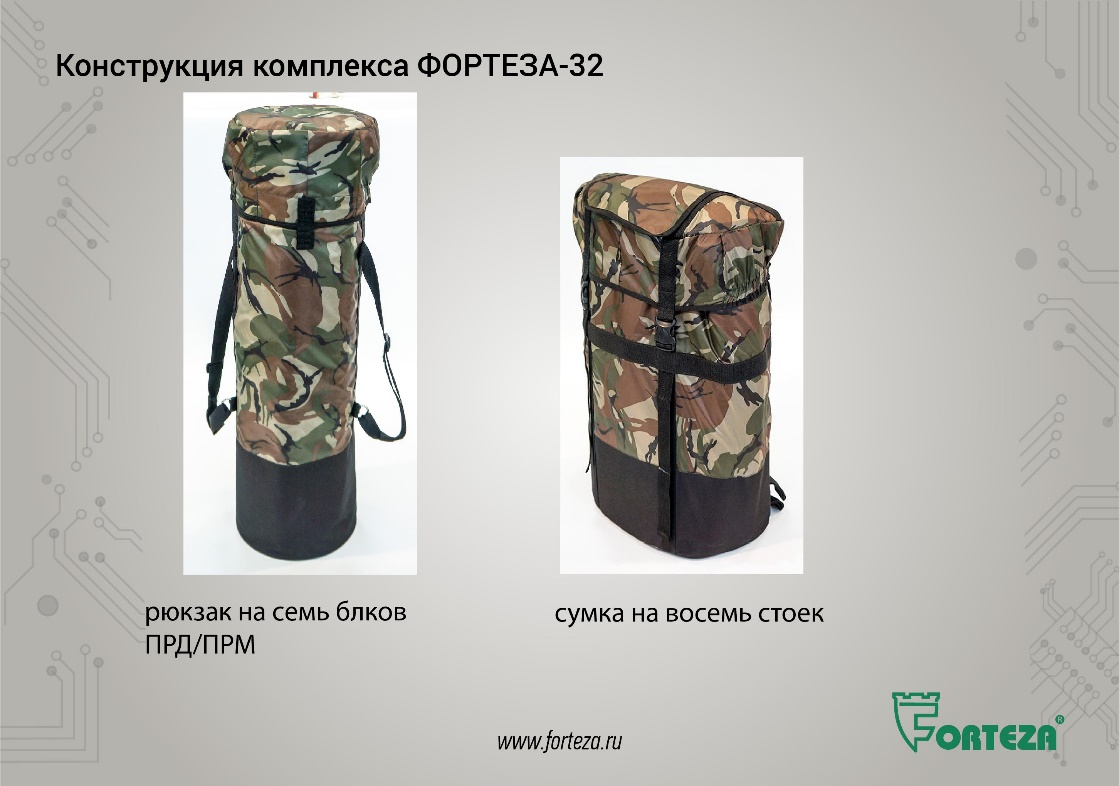 Конструкция комплекса ФОРТЕЗА-32
рюкзак на семь блков
ПРД/ПРМ
сумка на восемь стоек
www.forteza.ru
FORTEZA®